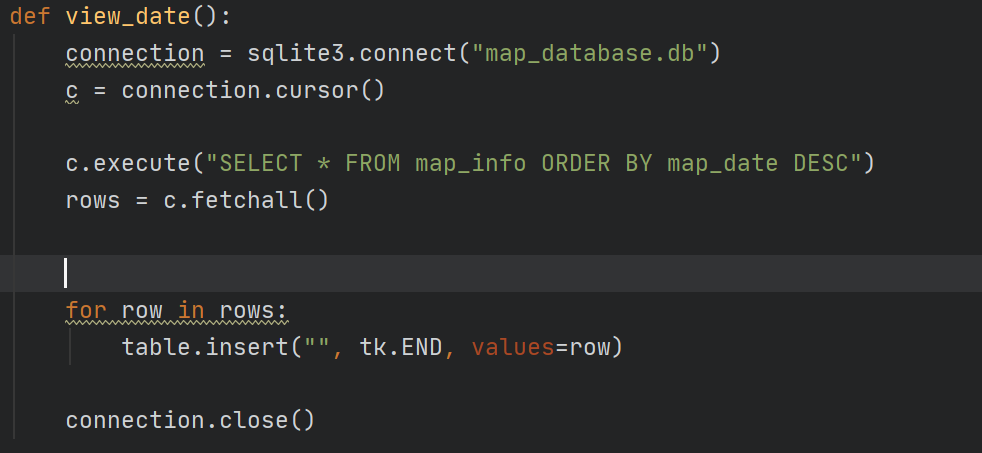 def view_date():
    connection = sqlite3.connect("map_database.db")
    c = connection.cursor()
    c.execute("SELECT * FROM map_info ORDER BY map_date DESC")
    rows = c.fetchall()
    for row in rows:
        table.insert("", tk.END, values=row)
    connection.close()